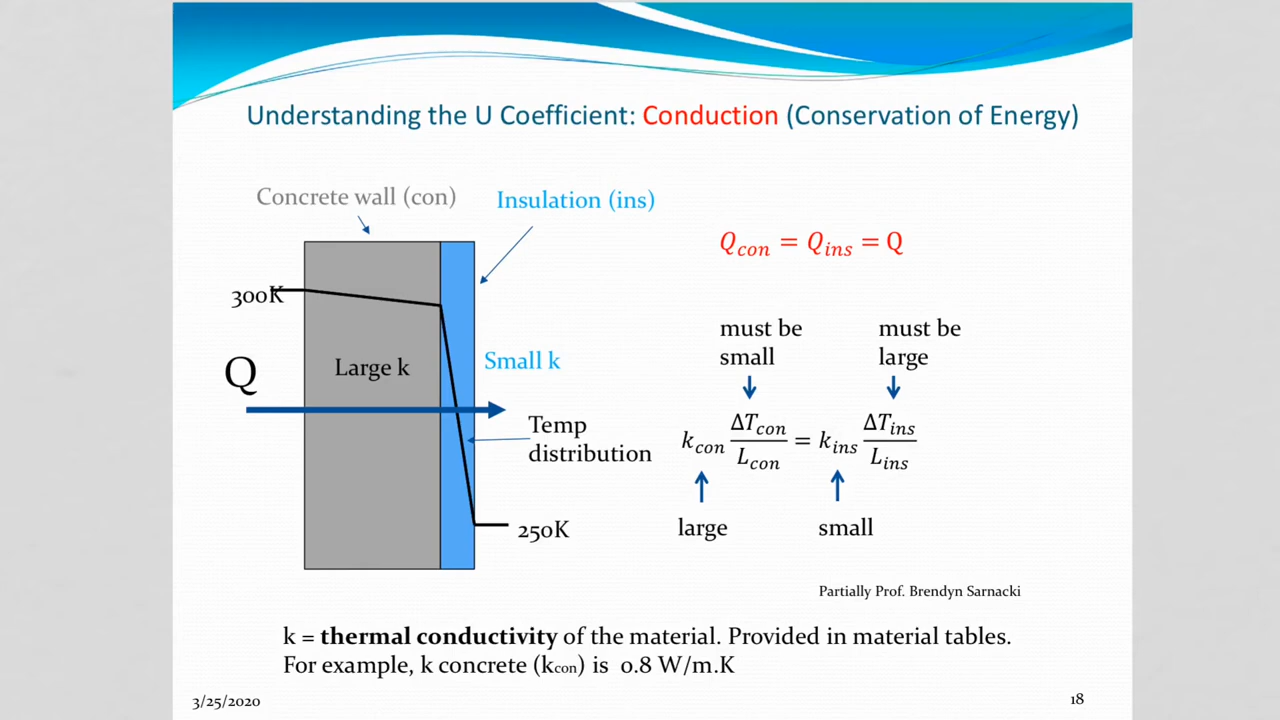 Understanding the U Coefficient: Conduction (Conservation of Energy)
Concrete wall (con)
Insulation (ins)
Q_con = Q_ins = Q
300K
must be
small
must be
large
Q
Large k
Small k
Temp
distribution
k_con ΔT_con/L_con = k_ins ΔT_ins/L_ins
large
small
250K
Partially Prof. Brendyn Sarnacki
k = thermal conductivity of the material. Provided in material tables.
For example, k concrete (kcon) is 0.8 W/m.K
3/25/2020
18